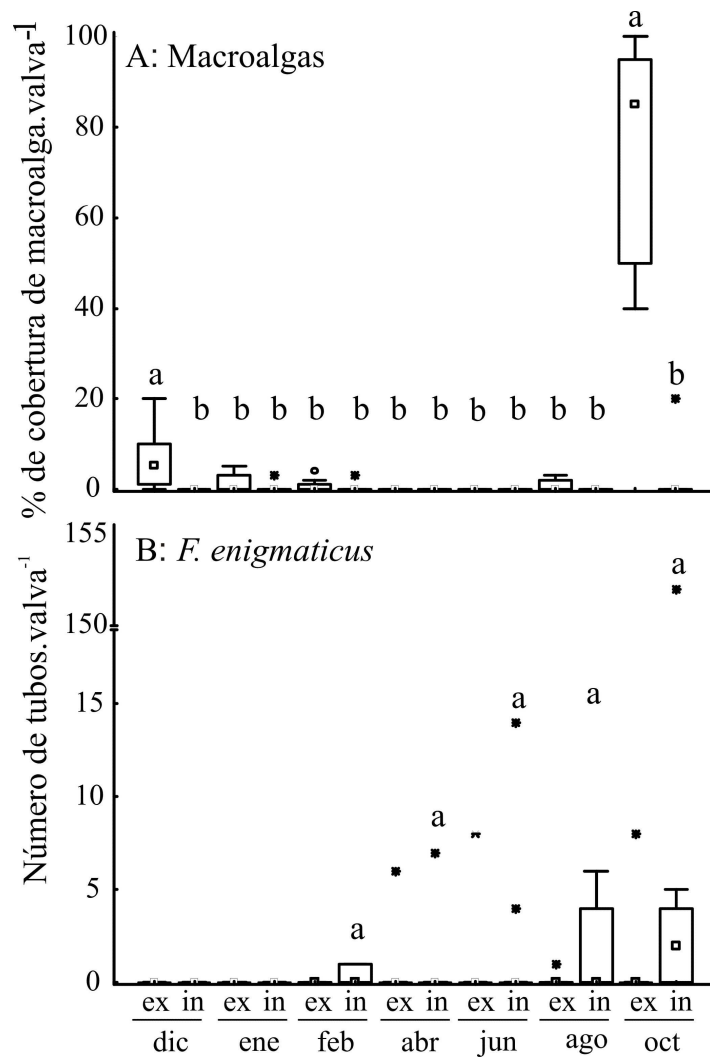 % de cobertura de macroalga.valva-1
A: Macroalgas
100
80
60
40
20
0
a
b b b b b b b b b b b
a
b
Número de tubos.valva-1
B: F. enigmaticus
155
150
15
10
5
0
a
a
a
a
a
ex in ex in ex in ex in ex in ex in ex in
dic ene feb abr jun ago oct